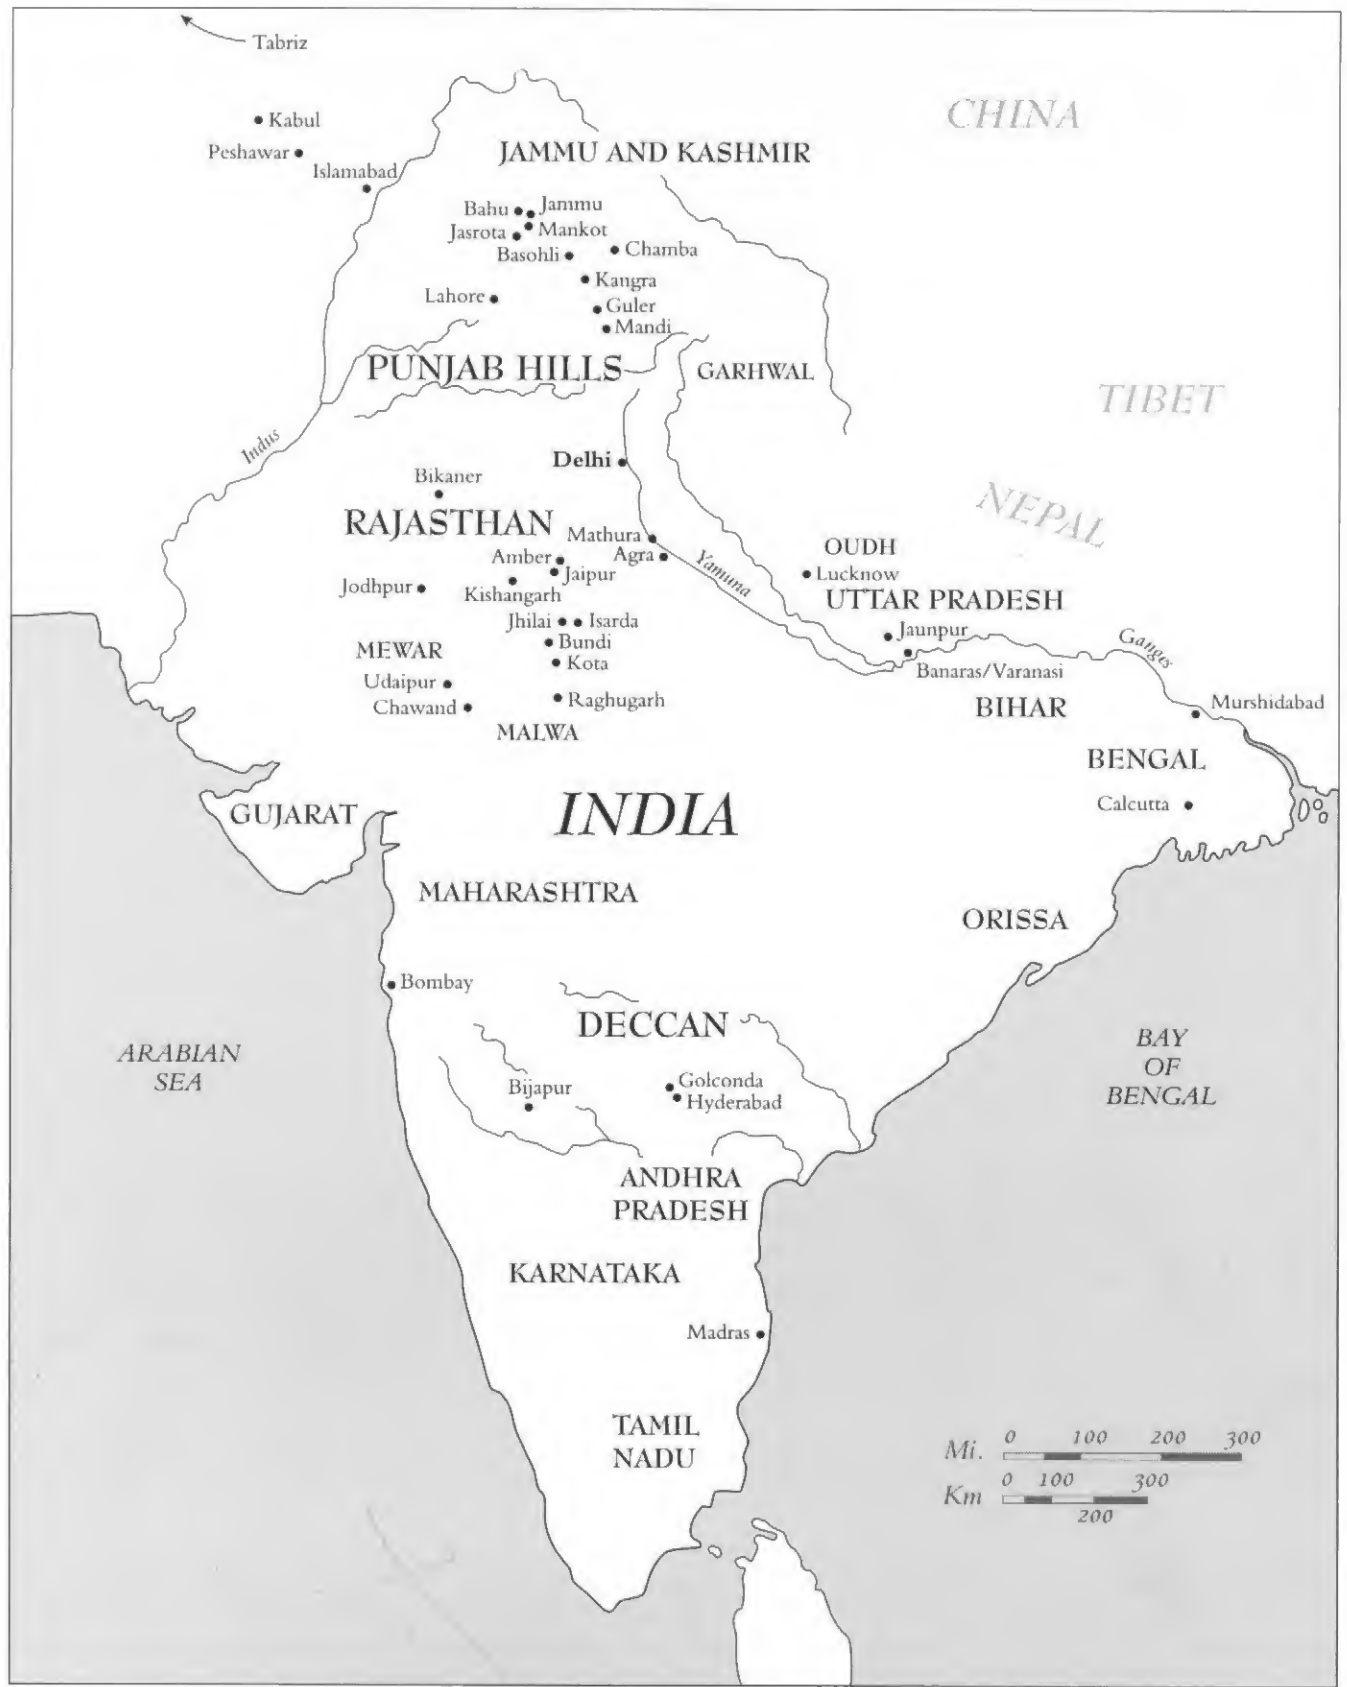 Tabriz
Kabul
CHINA
Peshawar
JAMMU AND KASHMIR
Islamabad
Bahu
Jammu
Jasrota
Mankot
Basohli
Chamba
Kangra
Lahore
Guler
Mandi
PUNJAB HILLS
GARHWAL
TIBET
Indus
Delhi
Bikaner
NEPAL
RAJASTHAN
Mathura
OUDH
Amber
Agra
Yamuna
Jaipur
Lucknow
Jodhpur
Kishangarh
UTTAR PRADESH
Jhilai
Isarda
Jaunpur
Ganges
Bundi
MEWAR
Kota
Banaras/Varanasi
Udaipur
Raghugarh
Murshidabad
Chawand
BIHAR
MALWA
BENGAL
Calcutta
GUJARAT
INDIA
MAHARASHTRA
ORISSA
Bombay
DECCAN
ARABIAN
SEA
BAY
OF
BENGAL
Bijapur
Golconda
Hyderabad
ANDHRA
PRADESH
KARNATAKA
Madras
TAMIL
NADU
Mi. 0 100 200 300
Km 0 100 300
200